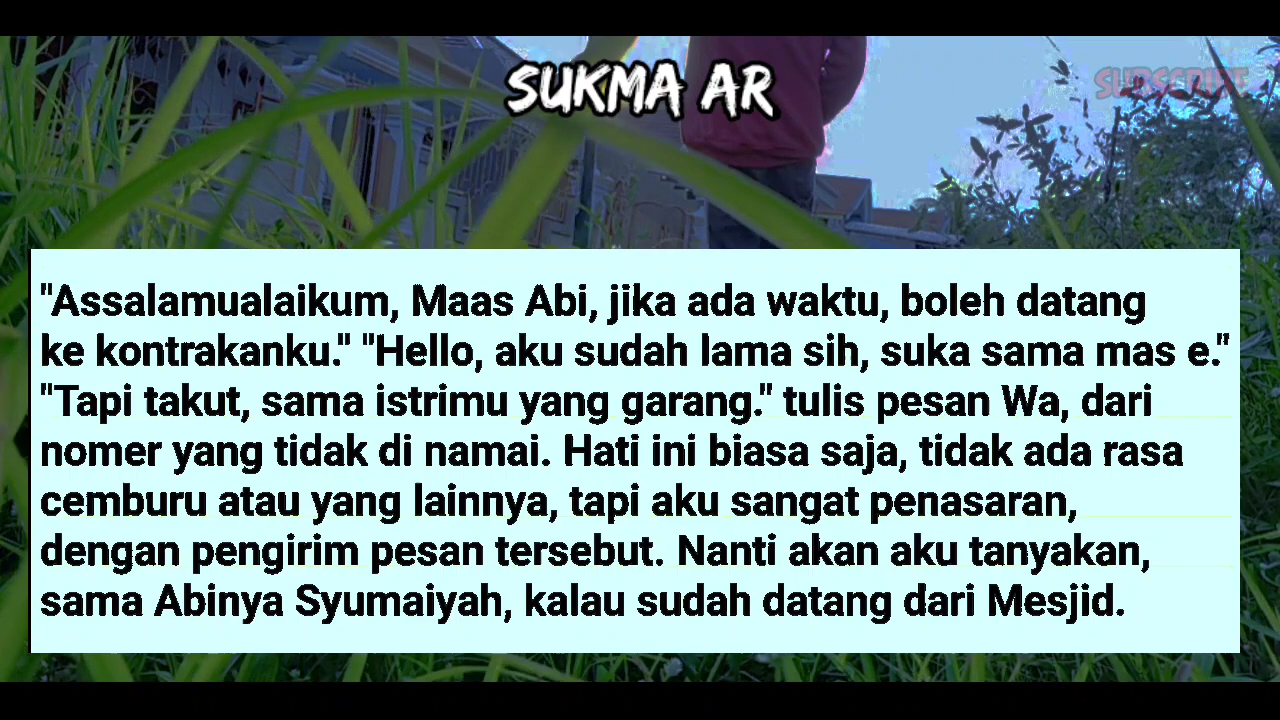 SUKMA AR
SUBSCRIPE
"Assalamualaikum, Maas Abi, jika ada waktu, boleh datang
ke kontrakanku." "Hello, aku sudah lama sih, suka sama mas e."
"Tapi takut, sama istrimu yang garang." tulis pesan Wa, dari
nomer yang tidak di namai. Hati ini biasa saja, tidak ada rasa
cemburu atau yang lainnya, tapi aku sangat penasaran,
dengan pengirim pesan tersebut. Nanti akan aku tanyakan,
sama Abinya Syumaiyah, kalau sudah datang dari Mesjid.